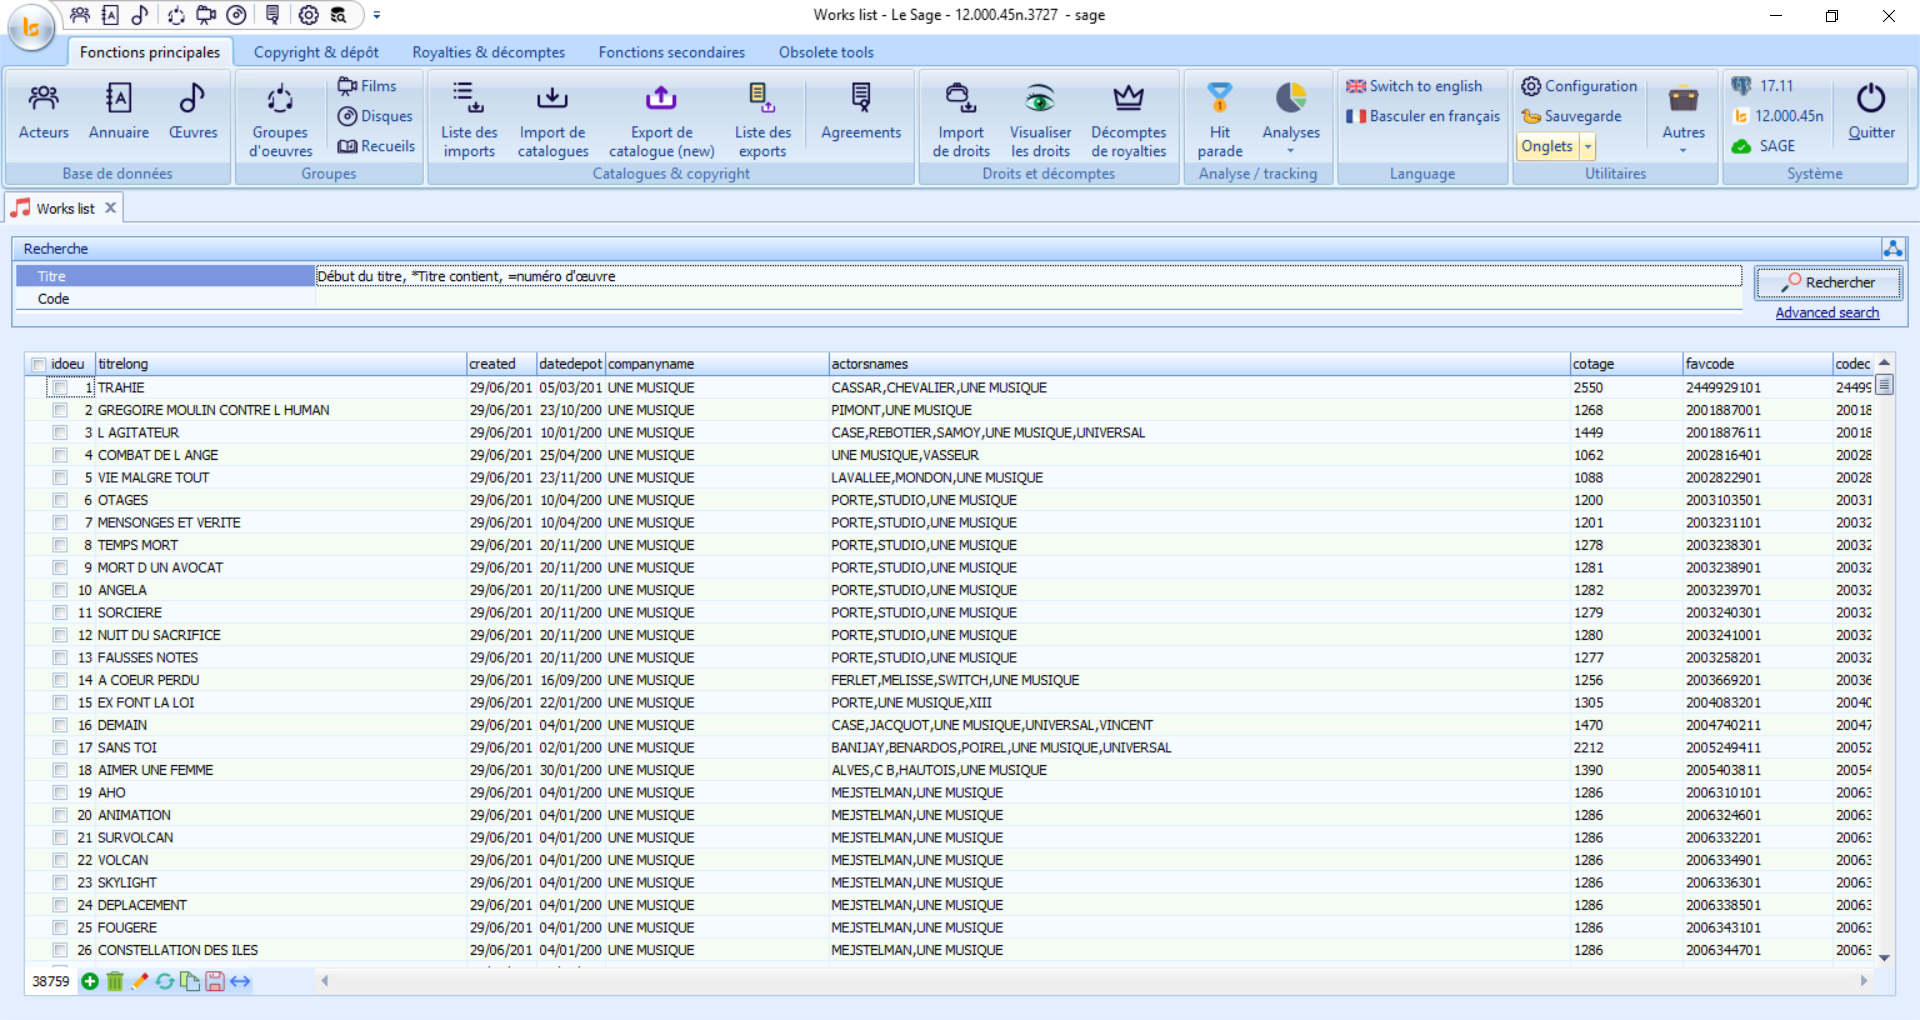 Works list - Le Sage - 12.000.45n.3727 - sage
Fonctions principales
Copyright & dépôt
Royalties & décomptes
Fonctions secondaires
Obsolete tools
Acteurs
Annuaire
Œuvres
Base de données
Groupes d'oeuvres
Films
Disques
Recueils
Groupes
Liste des imports
Import de catalogues
Export de catalogue (new)
Liste des exports
Agreements
Catalogues & copyright
Import de droits
Visualiser les droits
Décomptes de royalties
Droits et décomptes
Hit parade
Analyses
Analyse / tracking
Switch to english
Basculer en français
Language
Configuration
Sauvegarde
Onglets
Autres
Utilitaires
17.11
12.000.45n
SAGE
Quitter
Système
Works list
Recherche
Titre Début du titre, *Titre contient, =numéro d'œuvre
Code
Rechercher
Advanced search
idoeu titrelong created datedepot companyname actorsnames cotage favcode codec
1 TRAHIE 29/06/201 05/03/201 UNE MUSIQUE CASSAR,CHEVALIER,UNE MUSIQUE 2550 2449929101 24499
2 GREGOIRE MOULIN CONTRE L HUMAN 29/06/201 23/10/200 UNE MUSIQUE PIMONT,UNE MUSIQUE 1268 2001887001 20018
3 L AGITATEUR 29/06/201 10/01/200 UNE MUSIQUE CASE,REBOTIER,SAMOY,UNE MUSIQUE,UNIVERSAL 1449 2001887611 20018
4 COMBAT DE L ANGE 29/06/201 25/04/200 UNE MUSIQUE UNE MUSIQUE,VASSEUR 1062 2002816401 20028
5 VIE MALGRE TOUT 29/06/201 23/11/200 UNE MUSIQUE LAVALLEE,MONDON,UNE MUSIQUE 1088 2002822901 20028
6 OTAGES 29/06/201 10/04/200 UNE MUSIQUE PORTE,STUDIO,UNE MUSIQUE 1200 2003103501 20031
7 MENSONGES ET VERITE 29/06/201 10/04/200 UNE MUSIQUE PORTE,STUDIO,UNE MUSIQUE 1201 2003231101 20032
8 TEMPS MORT 29/06/201 20/11/200 UNE MUSIQUE PORTE,STUDIO,UNE MUSIQUE 1278 2003238301 20032
9 MORT D UN AVOCAT 29/06/201 20/11/200 UNE MUSIQUE PORTE,STUDIO,UNE MUSIQUE 1281 2003238901 20032
10 ANGELA 29/06/201 20/11/200 UNE MUSIQUE PORTE,STUDIO,UNE MUSIQUE 1282 2003239701 20032
11 SORCIERE 29/06/201 20/11/200 UNE MUSIQUE PORTE,STUDIO,UNE MUSIQUE 1279 2003240301 20032
12 NUIT DU SACRIFICE 29/06/201 20/11/200 UNE MUSIQUE PORTE,STUDIO,UNE MUSIQUE 1280 2003241001 20032
13 FAUSSES NOTES 29/06/201 20/11/200 UNE MUSIQUE PORTE,STUDIO,UNE MUSIQUE 1277 2003258201 20032
14 A COEUR PERDU 29/06/201 16/09/200 UNE MUSIQUE FERLET,MELISSE,SWITCH,UNE MUSIQUE 1256 2003669201 20036
15 EX FONT LA LOI 29/06/201 22/01/200 UNE MUSIQUE PORTE,UNE MUSIQUE,XIII 1305 2004083201 20040
16 DEMAIN 29/06/201 04/01/200 UNE MUSIQUE CASE,JACQUOT,UNE MUSIQUE,UNIVERSAL,VINCENT 1470 2004740211 20047
17 SANS TOI 29/06/201 02/01/200 UNE MUSIQUE BANIJAY,BENARDOS,POIREL,UNE MUSIQUE,UNIVERSAL 2212 2005249411 20052
18 AIMER UNE FEMME 29/06/201 30/01/200 UNE MUSIQUE ALVES,C B,HAUTOIS,UNE MUSIQUE 1390 2005403811 20054
19 AHO 29/06/201 04/01/200 UNE MUSIQUE MEJSTELMAN,UNE MUSIQUE 1286 2006310101 20063
20 ANIMATION 29/06/201 04/01/200 UNE MUSIQUE MEJSTELMAN,UNE MUSIQUE 1286 2006324601 20063
21 SURVOLCAN 29/06/201 04/01/200 UNE MUSIQUE MEJSTELMAN,UNE MUSIQUE 1286 2006332201 20063
22 VOLCAN 29/06/201 04/01/200 UNE MUSIQUE MEJSTELMAN,UNE MUSIQUE 1286 2006334901 20063
23 SKYLIGHT 29/06/201 04/01/200 UNE MUSIQUE MEJSTELMAN,UNE MUSIQUE 1286 2006336301 20063
24 DEPLACEMENT 29/06/201 04/01/200 UNE MUSIQUE MEJSTELMAN,UNE MUSIQUE 1286 2006338501 20063
25 FOUGERE 29/06/201 04/01/200 UNE MUSIQUE MEJSTELMAN,UNE MUSIQUE 1286 2006343101 20063
26 CONSTELLATION DES ILES 29/06/201 04/01/200 UNE MUSIQUE MEJSTELMAN,UNE MUSIQUE 1286 2006344701 20063
38759